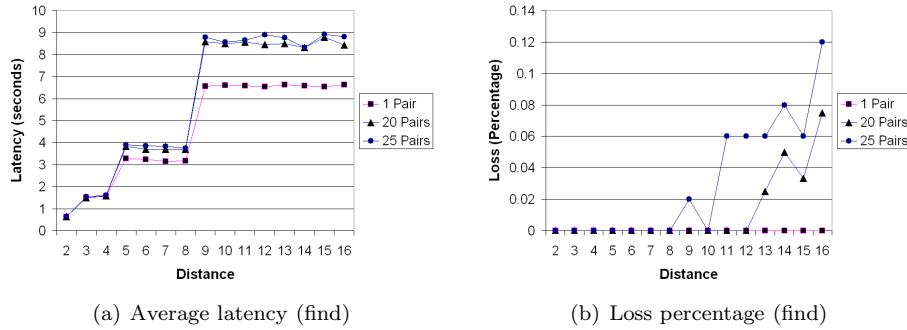 10
9
8
7
6
5
4
3
2
1
0
Latency (seconds)
2 3 4 5 6 7 8 9 10 11 12 13 14 15 16
Distance
1 Pair
20 Pairs
25 Pairs
(a) Average latency (find)
0.14
0.12
0.1
0.08
0.06
0.04
0.02
0
Loss (Percentage)
2 3 4 5 6 7 8 9 10 11 12 13 14 15 16
Distance
1 Pair
20 Pairs
25 Pairs
(b) Loss percentage (find)